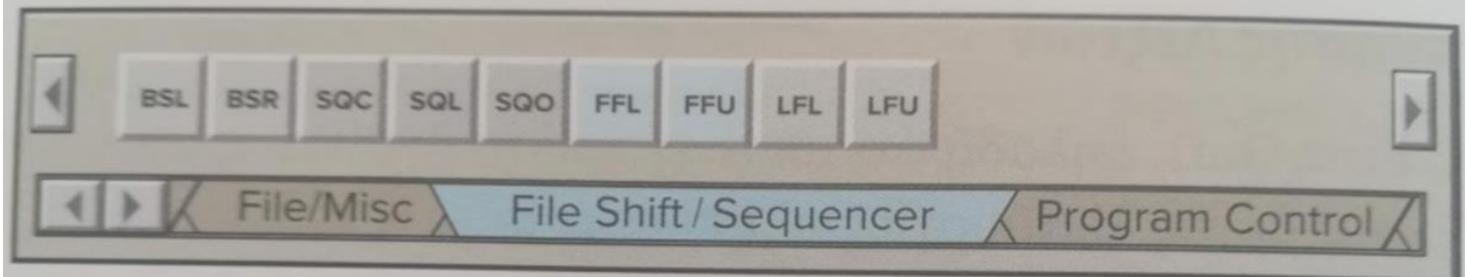 BSL BSR SQC SQL SQO FFL FFU LFL LFU
File/Misc File Shift / Sequencer Program Control